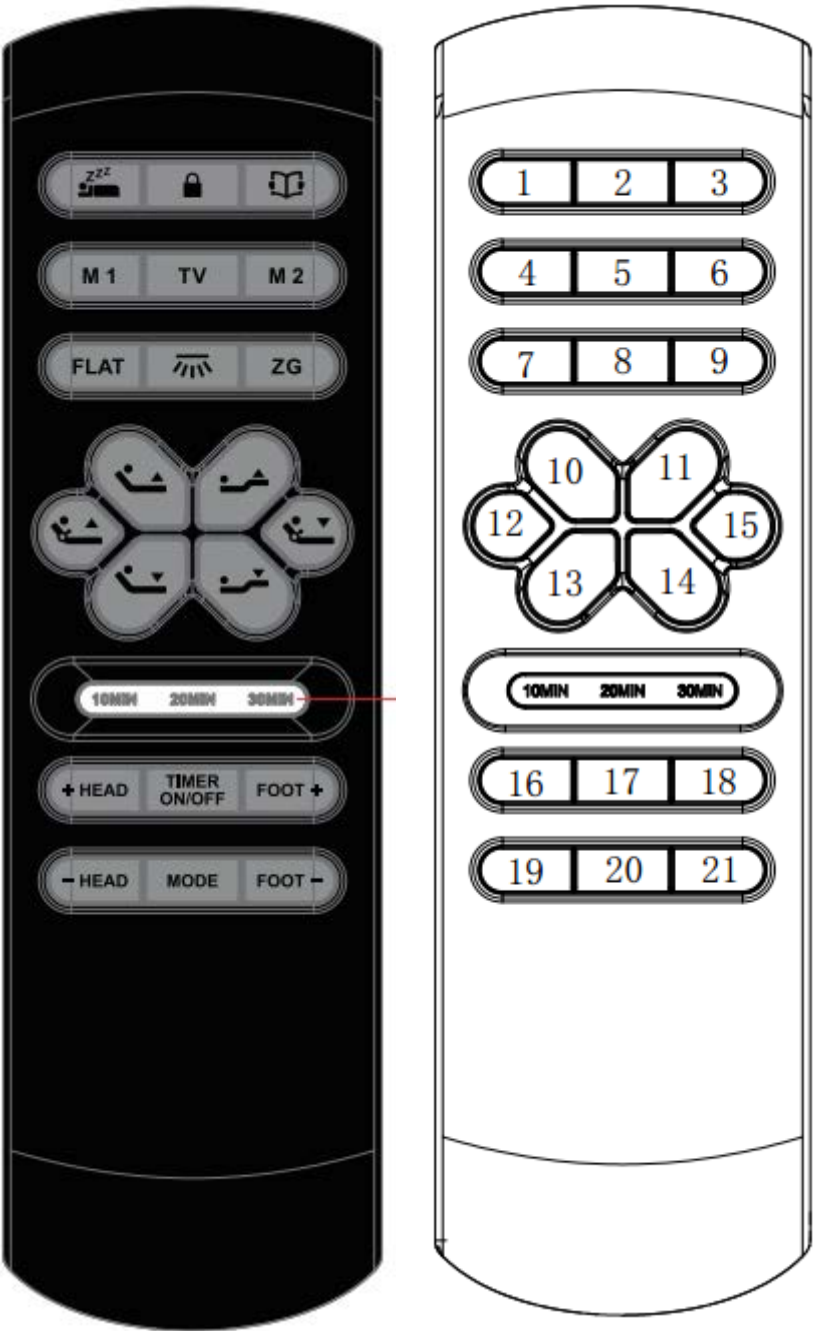 zzz
M 1 TV M 2
FLAT ZG
10MIN 20MIN 30MIN
+ HEAD TIMER ON/OFF FOOT +
- HEAD MODE FOOT -
1 2 3
4 5 6
7 8 9
10 11
12 15
13 14
10MIN 20MIN 30MIN
16 17 18
19 20 21